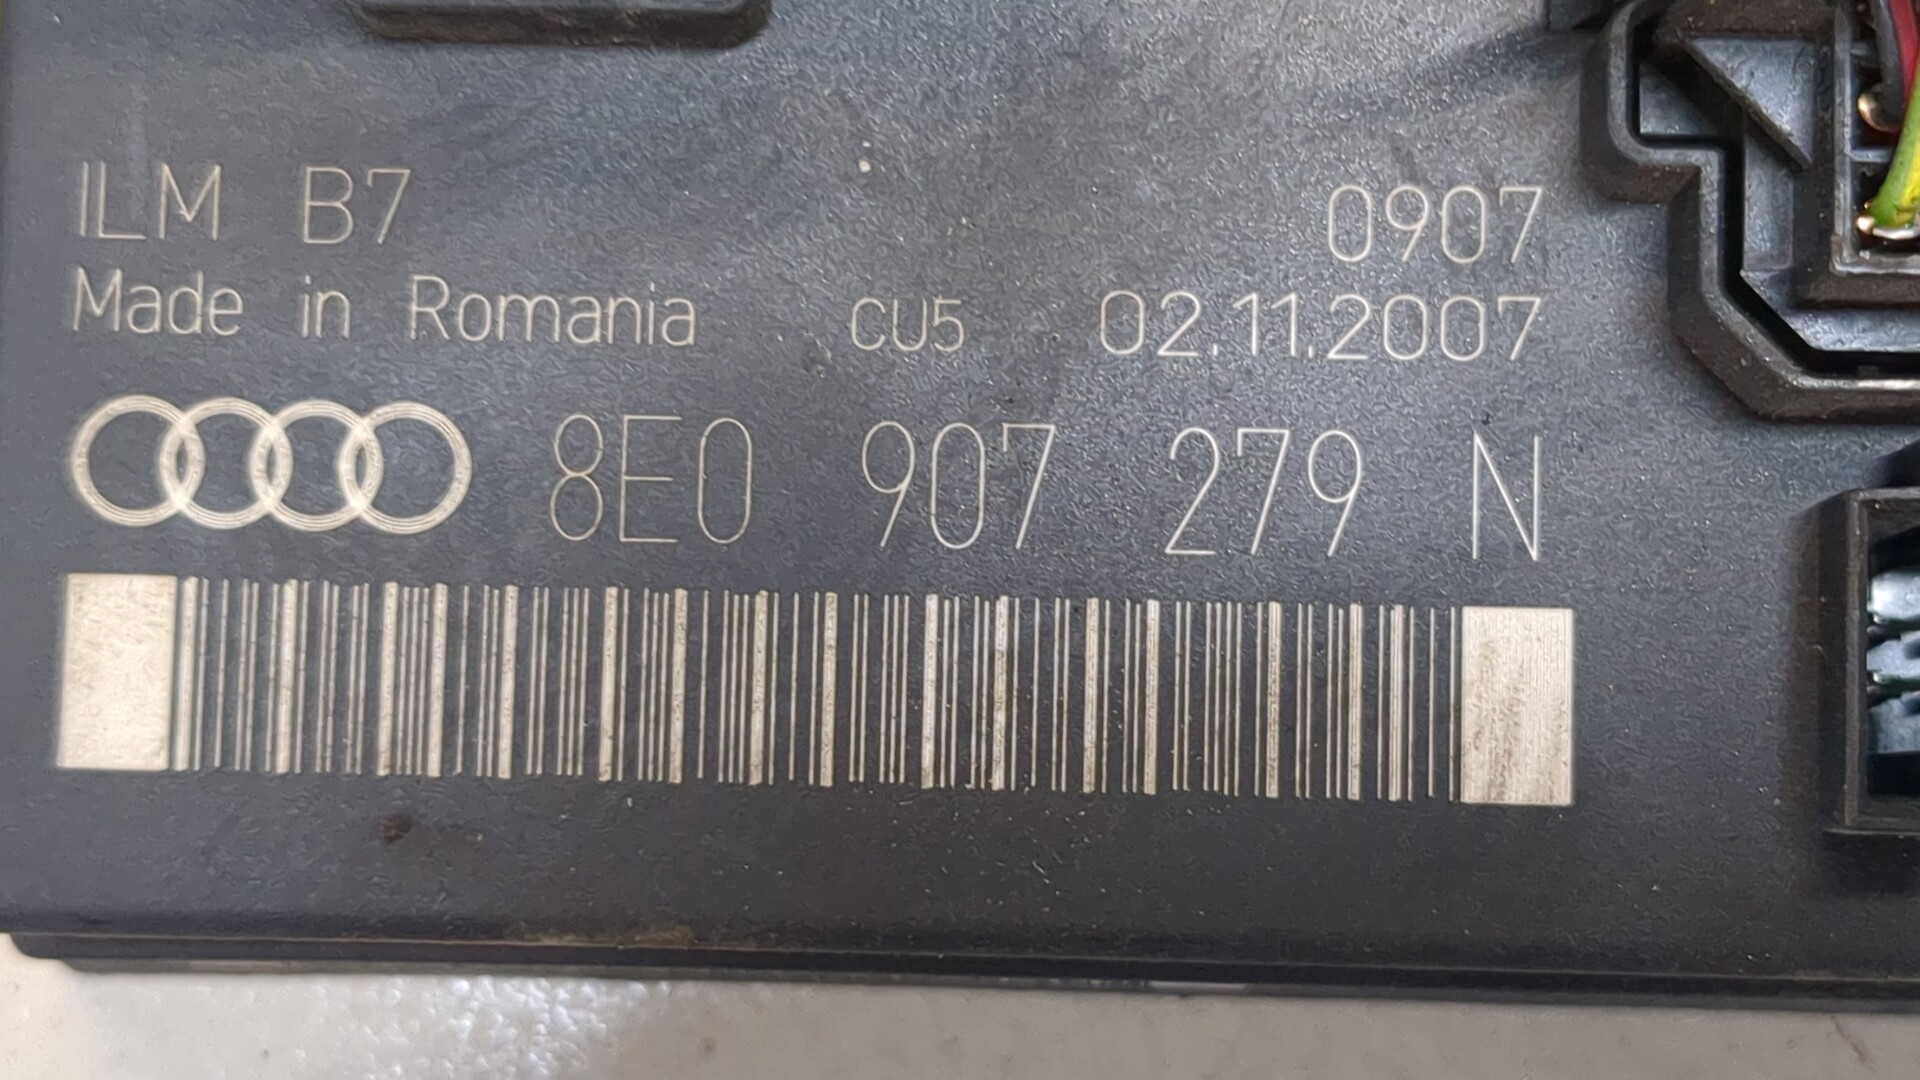 ILM B7 0907
Made in Romania CU5 02.11.2007
8E0 907 279 N